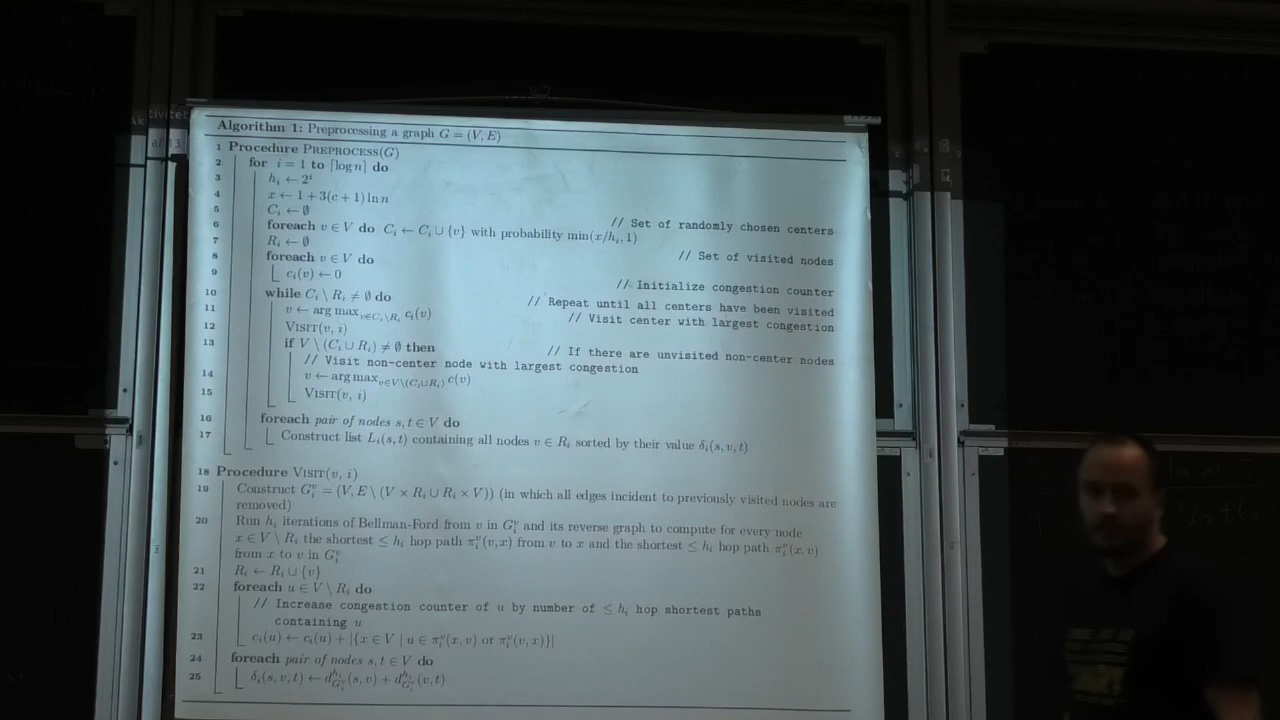 Algorithm 1: Preprocessing a graph G = (V, E)
1 Procedure PREPROCESS(G)
2 for i = 1 to ⌈log n⌉ do
3 h_i ← 2^i
4 x ← 1 + 3(c + 1) ln n
5 C_i ← ∅ // Set of randomly chosen centers
6 foreach v ∈ V do C_i ← C_i ∪ {v} with probability min(x/h_i, 1)
7 R_i ← ∅ // Set of visited nodes
8 foreach v ∈ V do
9 c_i(v) ← 0 // Initialize congestion counter
10 while C_i \ R_i ≠ ∅ do // Repeat until all centers have been visited
11 v ← arg max_{v∈C_i\R_i} c_i(v) // Visit center with largest congestion
12 VISIT(v, i)
13 if V \ (C_i ∪ R_i) ≠ ∅ then // If there are unvisited non-center nodes
// Visit non-center node with largest congestion
14 v ← arg max_{v∈V\(C_i∪R_i)} c(v)
15 VISIT(v, i)
16 foreach pair of nodes s, t ∈ V do
17 Construct list L_i(s, t) containing all nodes v ∈ R_i sorted by their value δ_i(s, v, t)
18 Procedure VISIT(v, i)
19 Construct G_i^v = (V, E \ (V × R_i ∪ R_i × V)) (in which all edges incident to previously visited nodes are
removed)
20 Run h_i iterations of Bellman-Ford from v in G_i^v and its reverse graph to compute for every node
x ∈ V \ R_i the shortest ≤ h_i hop path π_i^v(v, x) from v to x and the shortest ≤ h_i hop path π_i^v(x, v)
from x to v in G_i^v
21 R_i ← R_i ∪ {v}
22 foreach u ∈ V \ R_i do
// Increase congestion counter of u by number of ≤ h_i hop shortest paths
containing u
23 c_i(u) ← c_i(u) + |{x ∈ V | u ∈ π_i^v(x, v) or π_i^v(v, x)}|
24 foreach pair of nodes s, t ∈ V do
25 δ_i(s, v, t) ← d_{G_i^v}^{h_i}(s, v) + d_{G_i^v}^{h_i}(v, t)